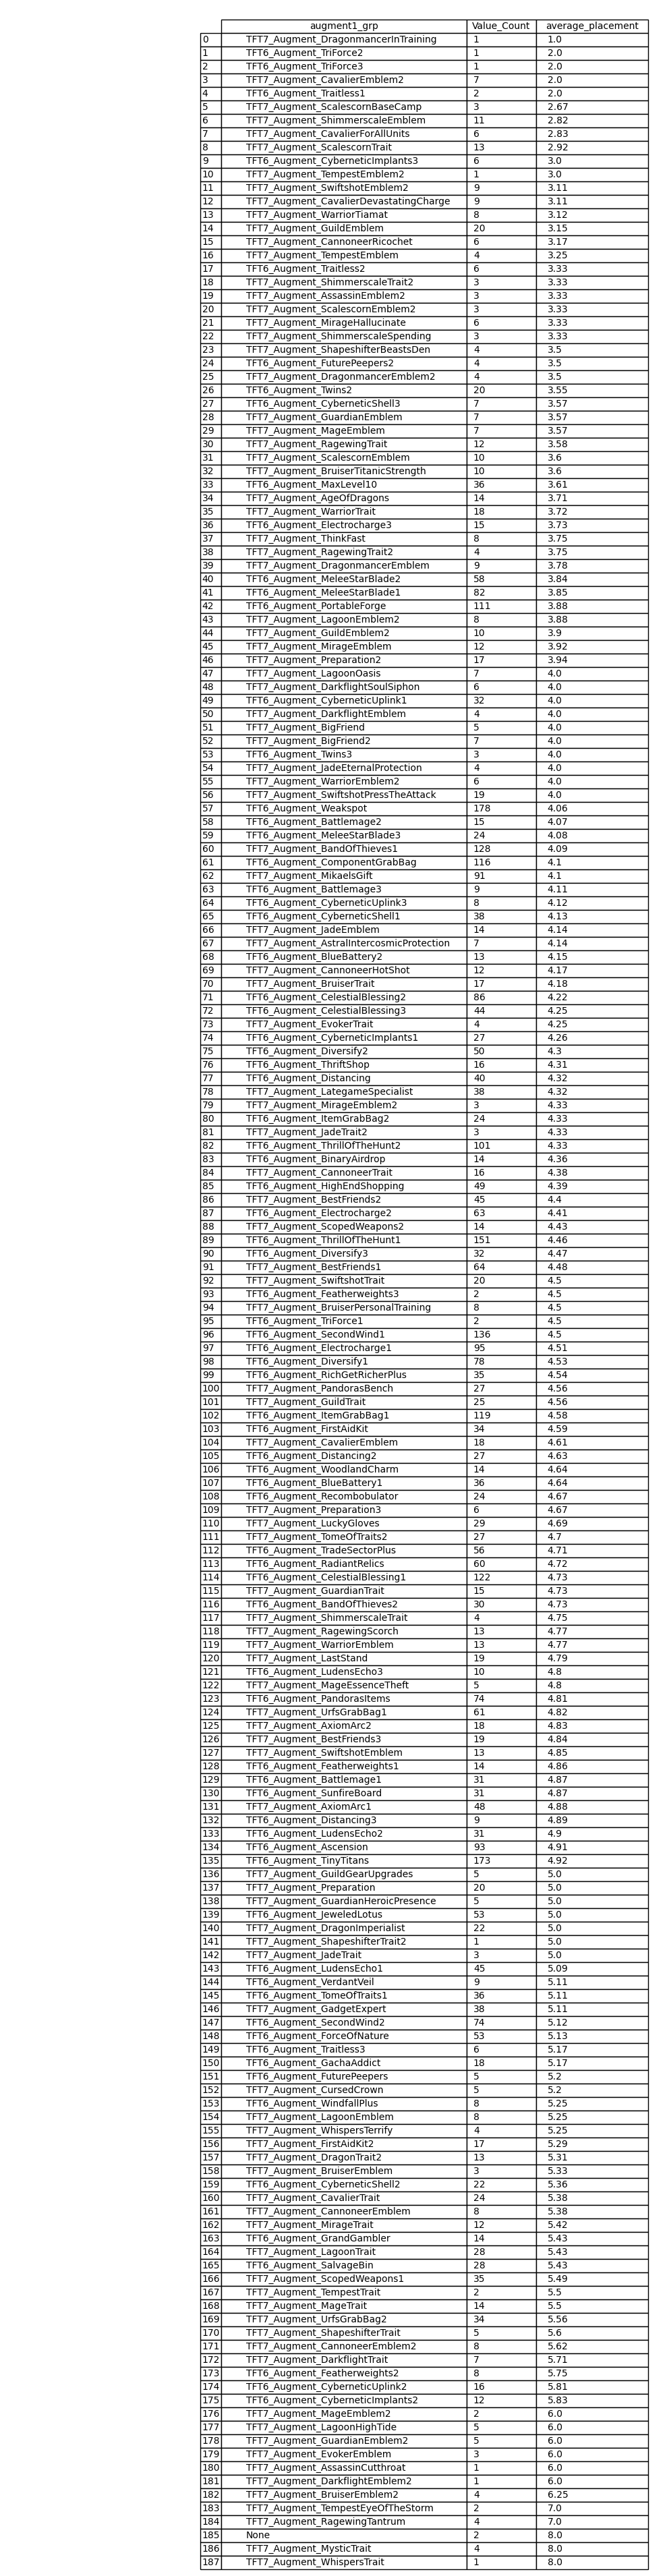 augment1_grp Value_Count average_placement
0 TFT7_Augment_DragonmancerInTraining 1 1.0
1 TFT6_Augment_TriForce2 1 2.0
2 TFT6_Augment_TriForce3 1 2.0
3 TFT7_Augment_CavalierEmblem2 7 2.0
4 TFT6_Augment_Traitless1 2 2.0
5 TFT7_Augment_ScalescornBaseCamp 3 2.67
6 TFT7_Augment_ShimmerscaleEmblem 11 2.82
7 TFT7_Augment_CavalierForAllUnits 6 2.83
8 TFT7_Augment_ScalescornTrait 13 2.92
9 TFT6_Augment_CyberneticImplants3 6 3.0
10 TFT7_Augment_TempestEmblem2 1 3.0
11 TFT7_Augment_SwiftshotEmblem2 9 3.11
12 TFT7_Augment_CavalierDevastatingCharge 9 3.11
13 TFT7_Augment_WarriorTiamat 8 3.12
14 TFT7_Augment_GuildEmblem 20 3.15
15 TFT7_Augment_CannoneerRicochet 6 3.17
16 TFT7_Augment_TempestEmblem 4 3.25
17 TFT6_Augment_Traitless2 6 3.33
18 TFT7_Augment_ShimmerscaleTrait2 3 3.33
19 TFT7_Augment_AssassinEmblem2 3 3.33
20 TFT7_Augment_ScalescornEmblem2 3 3.33
21 TFT7_Augment_MirageHallucinate 6 3.33
22 TFT7_Augment_ShimmerscaleSpending 3 3.33
23 TFT7_Augment_ShapeshifterBeastsDen 4 3.5
24 TFT6_Augment_FuturePeepers2 4 3.5
25 TFT7_Augment_DragonmancerEmblem2 4 3.5
26 TFT6_Augment_Twins2 20 3.55
27 TFT6_Augment_CyberneticShell3 7 3.57
28 TFT7_Augment_GuardianEmblem 7 3.57
29 TFT7_Augment_MageEmblem 7 3.57
30 TFT7_Augment_RagewingTrait 12 3.58
31 TFT7_Augment_ScalescornEmblem 10 3.6
32 TFT7_Augment_BruiserTitanicStrength 10 3.6
33 TFT6_Augment_MaxLevel10 36 3.61
34 TFT7_Augment_AgeOfDragons 14 3.71
35 TFT7_Augment_WarriorTrait 18 3.72
36 TFT6_Augment_Electrocharge3 15 3.73
37 TFT7_Augment_ThinkFast 8 3.75
38 TFT7_Augment_RagewingTrait2 4 3.75
39 TFT7_Augment_DragonmancerEmblem 9 3.78
40 TFT6_Augment_MeleeStarBlade2 58 3.84
41 TFT6_Augment_MeleeStarBlade1 82 3.85
42 TFT6_Augment_PortableForge 111 3.88
43 TFT7_Augment_LagoonEmblem2 8 3.88
44 TFT7_Augment_GuildEmblem2 10 3.9
45 TFT7_Augment_MirageEmblem 12 3.92
46 TFT7_Augment_Preparation2 17 3.94
47 TFT7_Augment_LagoonOasis 7 4.0
48 TFT7_Augment_DarkflightSoulSiphon 6 4.0
49 TFT6_Augment_CyberneticUplink1 32 4.0
50 TFT7_Augment_DarkflightEmblem 4 4.0
51 TFT7_Augment_BigFriend 5 4.0
52 TFT7_Augment_BigFriend2 7 4.0
53 TFT6_Augment_Twins3 3 4.0
54 TFT7_Augment_JadeEternalProtection 4 4.0
55 TFT7_Augment_WarriorEmblem2 6 4.0
56 TFT7_Augment_SwiftshotPressTheAttack 19 4.0
57 TFT6_Augment_Weakspot 178 4.06
58 TFT6_Augment_Battlemage2 15 4.07
59 TFT6_Augment_MeleeStarBlade3 24 4.08
60 TFT7_Augment_BandOfThieves1 128 4.09
61 TFT6_Augment_ComponentGrabBag 116 4.1
62 TFT7_Augment_MikaelsGift 91 4.1
63 TFT6_Augment_Battlemage3 9 4.11
64 TFT6_Augment_CyberneticUplink3 8 4.12
65 TFT6_Augment_CyberneticShell1 38 4.13
66 TFT7_Augment_JadeEmblem 14 4.14
67 TFT7_Augment_AstralIntercosmicProtection 7 4.14
68 TFT6_Augment_BlueBattery2 13 4.15
69 TFT7_Augment_CannoneerHotShot 12 4.17
70 TFT7_Augment_BruiserTrait 17 4.18
71 TFT6_Augment_CelestialBlessing2 86 4.22
72 TFT6_Augment_CelestialBlessing3 44 4.25
73 TFT7_Augment_EvokerTrait 4 4.25
74 TFT6_Augment_CyberneticImplants1 27 4.26
75 TFT6_Augment_Diversify2 50 4.3
76 TFT6_Augment_ThriftShop 16 4.31
77 TFT6_Augment_Distancing 40 4.32
78 TFT7_Augment_LategameSpecialist 38 4.32
79 TFT7_Augment_MirageEmblem2 3 4.33
80 TFT6_Augment_ItemGrabBag2 24 4.33
81 TFT7_Augment_JadeTrait2 3 4.33
82 TFT6_Augment_ThrillOfTheHunt2 101 4.33
83 TFT6_Augment_BinaryAirdrop 14 4.36
84 TFT7_Augment_CannoneerTrait 16 4.38
85 TFT6_Augment_HighEndShopping 49 4.39
86 TFT7_Augment_BestFriends2 45 4.4
87 TFT6_Augment_Electrocharge2 63 4.41
88 TFT7_Augment_ScopedWeapons2 14 4.43
89 TFT6_Augment_ThrillOfTheHunt1 151 4.46
90 TFT6_Augment_Diversify3 32 4.47
91 TFT7_Augment_BestFriends1 64 4.48
92 TFT7_Augment_SwiftshotTrait 20 4.5
93 TFT6_Augment_Featherweights3 2 4.5
94 TFT7_Augment_BruiserPersonalTraining 8 4.5
95 TFT6_Augment_TriForce1 2 4.5
96 TFT6_Augment_SecondWind1 136 4.5
97 TFT6_Augment_Electrocharge1 95 4.51
98 TFT6_Augment_Diversify1 78 4.53
99 TFT6_Augment_RichGetRicherPlus 35 4.54
100 TFT7_Augment_PandorasBench 27 4.56
101 TFT7_Augment_GuildTrait 25 4.56
102 TFT6_Augment_ItemGrabBag1 119 4.58
103 TFT6_Augment_FirstAidKit 34 4.59
104 TFT7_Augment_CavalierEmblem 18 4.61
105 TFT6_Augment_Distancing2 27 4.63
106 TFT6_Augment_WoodlandCharm 14 4.64
107 TFT6_Augment_BlueBattery1 36 4.64
108 TFT6_Augment_Recombobulator 24 4.67
109 TFT7_Augment_Preparation3 6 4.67
110 TFT7_Augment_LuckyGloves 29 4.69
111 TFT6_Augment_TomeOfTraits2 27 4.7
112 TFT6_Augment_TradeSectorPlus 56 4.71
113 TFT6_Augment_RadiantRelics 60 4.72
114 TFT6_Augment_CelestialBlessing1 122 4.73
115 TFT7_Augment_GuardianTrait 15 4.73
116 TFT6_Augment_BandOfThieves2 30 4.73
117 TFT7_Augment_ShimmerscaleTrait 4 4.75
118 TFT7_Augment_RagewingScorch 13 4.77
119 TFT7_Augment_WarriorEmblem 13 4.77
120 TFT7_Augment_LastStand 19 4.79
121 TFT6_Augment_LudensEcho3 10 4.8
122 TFT7_Augment_MageEssenceTheft 5 4.8
123 TFT6_Augment_PandorasItems 74 4.81
124 TFT7_Augment_UrfsGrabBag1 61 4.82
125 TFT7_Augment_AxiomArc2 18 4.83
126 TFT7_Augment_BestFriends3 19 4.84
127 TFT7_Augment_SwiftshotEmblem 13 4.85
128 TFT6_Augment_Featherweights1 14 4.86
129 TFT6_Augment_Battlemage1 31 4.87
130 TFT6_Augment_SunfireBoard 31 4.87
131 TFT7_Augment_AxiomArc1 48 4.88
132 TFT6_Augment_Distancing3 9 4.89
133 TFT6_Augment_LudensEcho2 31 4.9
134 TFT6_Augment_Ascension 93 4.91
135 TFT6_Augment_TinyTitans 173 4.92
136 TFT7_Augment_GuildGearUpgrades 5 5.0
137 TFT7_Augment_Preparation 20 5.0
138 TFT7_Augment_GuardianHeroicPresence 5 5.0
139 TFT6_Augment_JeweledLotus 53 5.0
140 TFT7_Augment_DragonImperialist 22 5.0
141 TFT7_Augment_ShapeshifterTrait2 1 5.0
142 TFT7_Augment_JadeTrait 3 5.0
143 TFT6_Augment_LudensEcho1 45 5.09
144 TFT6_Augment_VerdantVeil 9 5.11
145 TFT6_Augment_TomeOfTraits1 36 5.11
146 TFT7_Augment_GadgetExpert 38 5.11
147 TFT6_Augment_SecondWind2 74 5.12
148 TFT6_Augment_ForceOfNature 53 5.13
149 TFT6_Augment_Traitless3 6 5.17
150 TFT6_Augment_GachaAddict 18 5.17
151 TFT6_Augment_FuturePeepers 5 5.2
152 TFT7_Augment_CursedCrown 5 5.2
153 TFT6_Augment_WindfallPlus 8 5.25
154 TFT7_Augment_LagoonEmblem 8 5.25
155 TFT7_Augment_WhispersTerrify 4 5.25
156 TFT7_Augment_FirstAidKit2 17 5.29
157 TFT7_Augment_DragonTrait2 13 5.31
158 TFT7_Augment_BruiserEmblem 3 5.33
159 TFT6_Augment_CyberneticShell2 22 5.36
160 TFT7_Augment_CavalierTrait 24 5.38
161 TFT7_Augment_CannoneerEmblem 8 5.38
162 TFT7_Augment_MirageTrait 12 5.42
163 TFT6_Augment_GrandGambler 14 5.43
164 TFT7_Augment_LagoonTrait 28 5.43
165 TFT6_Augment_SalvageBin 28 5.43
166 TFT7_Augment_ScopedWeapons1 35 5.49
167 TFT7_Augment_TempestTrait 2 5.5
168 TFT7_Augment_MageTrait 14 5.5
169 TFT7_Augment_UrfsGrabBag2 34 5.56
170 TFT7_Augment_ShapeshifterTrait 5 5.6
171 TFT7_Augment_CannoneerEmblem2 8 5.62
172 TFT7_Augment_DarkflightTrait 7 5.71
173 TFT6_Augment_Featherweights2 8 5.75
174 TFT6_Augment_CyberneticUplink2 16 5.81
175 TFT6_Augment_CyberneticImplants2 12 5.83
176 TFT7_Augment_MageEmblem2 2 6.0
177 TFT7_Augment_LagoonHighTide 5 6.0
178 TFT7_Augment_GuardianEmblem2 5 6.0
179 TFT7_Augment_EvokerEmblem 3 6.0
180 TFT7_Augment_AssassinCutthroat 1 6.0
181 TFT7_Augment_DarkflightEmblem2 1 6.0
182 TFT7_Augment_BruiserEmblem2 4 6.25
183 TFT7_Augment_TempestEyeOfTheStorm 2 7.0
184 TFT7_Augment_RagewingTantrum 4 7.0
185 None 2 8.0
186 TFT7_Augment_MysticTrait 4 8.0
187 TFT7_Augment_WhispersTrait 1 8.0